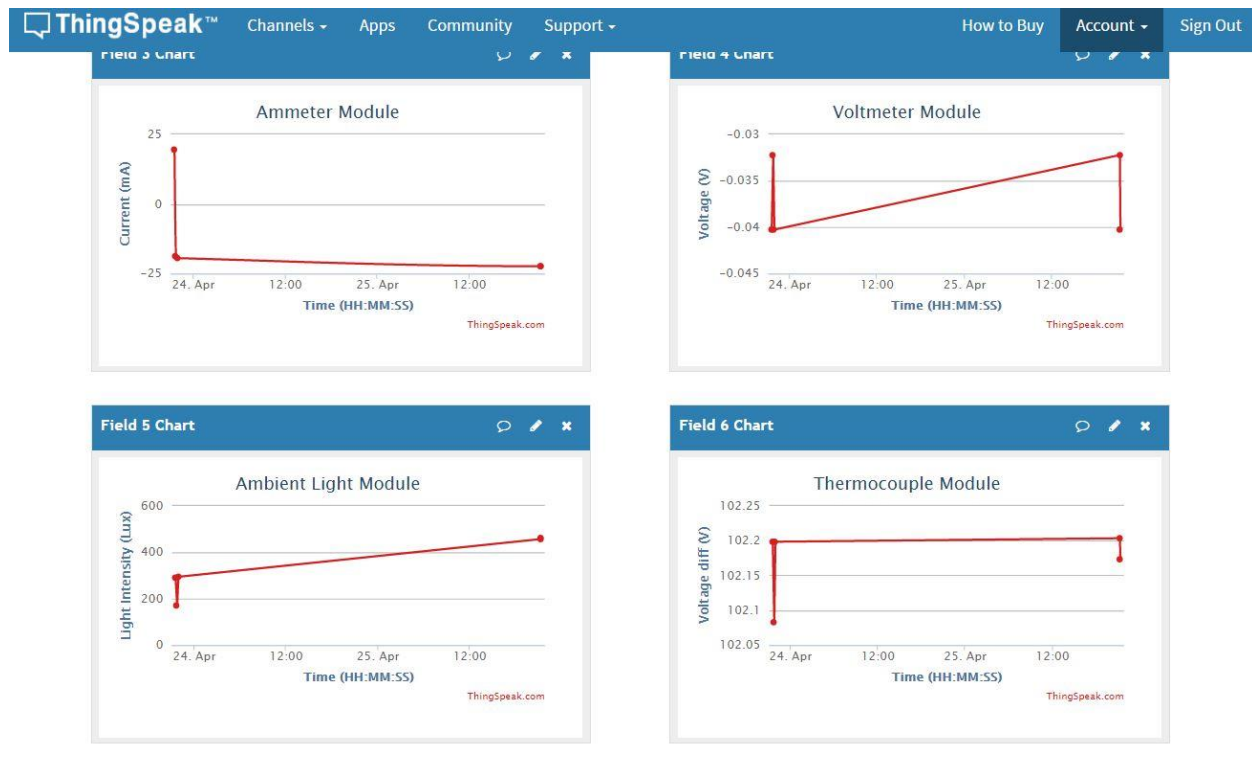 ThingSpeak™ Channels Apps Community Support How to Buy Account Sign Out
Field 3 Chart
Ammeter Module
25
0
-25
Current (mA)
24. Apr 12:00 25. Apr 12:00
Time (HH:MM:SS)
ThingSpeak.com
Field 4 Chart
Voltmeter Module
-0.03
-0.035
-0.04
-0.045
Voltage (V)
24. Apr 12:00 25. Apr 12:00
Time (HH:MM:SS)
ThingSpeak.com
Field 5 Chart
Ambient Light Module
600
400
200
0
Light Intensity (Lux)
24. Apr 12:00 25. Apr 12:00
Time (HH:MM:SS)
ThingSpeak.com
Field 6 Chart
Thermocouple Module
102.25
102.2
102.15
102.1
102.05
Voltage diff (V)
24. Apr 12:00 25. Apr 12:00
Time (HH:MM:SS)
ThingSpeak.com